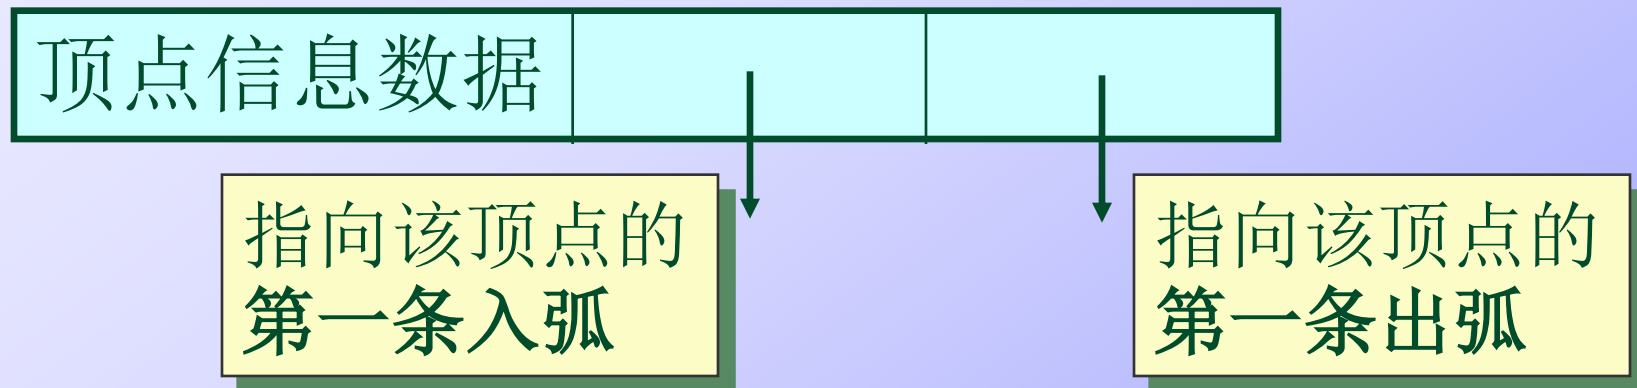 顶点信息数据
指向该顶点的
第一条入弧
指向该顶点的
第一条出弧